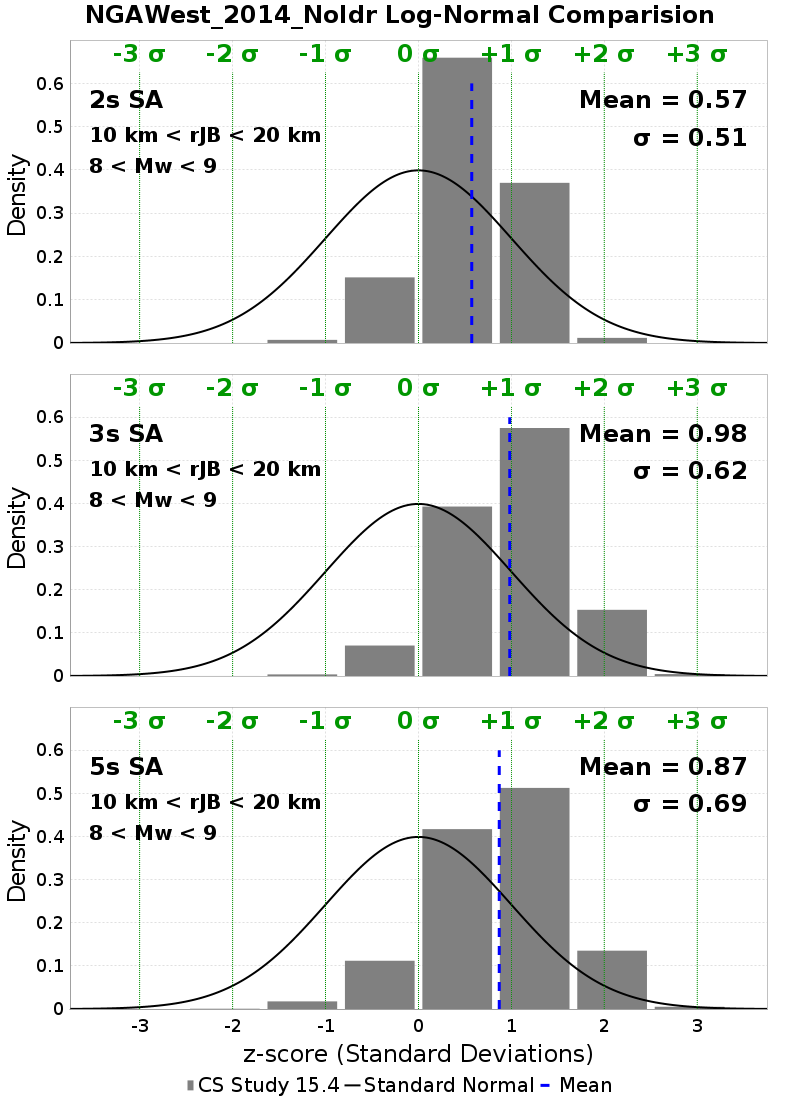 NGAWest_2014_NoIdr Log-Normal Comparision
-3 σ -2 σ -1 σ 0 σ +1 σ +2 σ +3 σ
2s SA
Mean = 0.57
10 km < rJB < 20 km
σ = 0.51
8 < Mw < 9
Density
0.6
0.5
0.4
0.3
0.2
0.1
0
-3 σ -2 σ -1 σ 0 σ +1 σ +2 σ +3 σ
3s SA
Mean = 0.98
10 km < rJB < 20 km
σ = 0.62
8 < Mw < 9
Density
0.6
0.5
0.4
0.3
0.2
0.1
0
-3 σ -2 σ -1 σ 0 σ +1 σ +2 σ +3 σ
5s SA
Mean = 0.87
10 km < rJB < 20 km
σ = 0.69
8 < Mw < 9
Density
0.6
0.5
0.4
0.3
0.2
0.1
0
-3 -2 -1 0 1 2 3
z-score (Standard Deviations)
CS Study 15.4 Standard Normal Mean